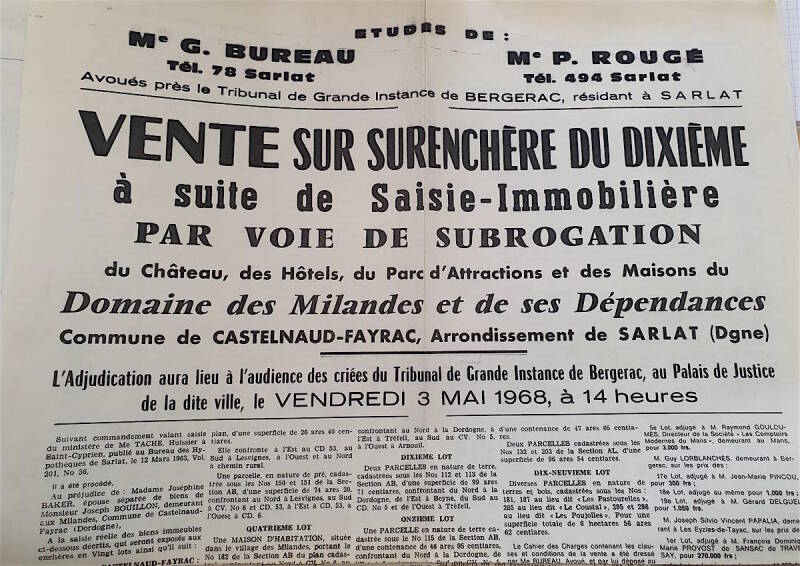 ETUDES DE :
Me G. BUREAU
Tél. 78 Sarlat
Me P. ROUGÉ
Tél. 494 Sarlat
Avoués près le Tribunal de Grande Instance de BERGERAC, résidant à SARLAT
VENTE SUR SURENCHÈRE DU DIXIÈME
à suite de Saisie-Immobilière
PAR VOIE DE SUBROGATION
du Château, des Hôtels, du Parc d'Attractions et des Maisons du
Domaine des Milandes et de ses Dépendances
Commune de CASTELNAUD-FAYRAC, Arrondissement de SARLAT (Dgne)
L'Adjudication aura lieu à l'audience des criées du Tribunal de Grande Instance de Bergerac, au Palais de Justice
de la dite ville, le VENDREDI 3 MAI 1968, à 14 heures
Suivant commandement valant saisie
du ministère de Me TACHE, Huissier à
Saint-Cyprien, publié au Bureau des Hy-
pothèques de Sarlat, le 12 Mars 1963, Vol.
201, No 36,
Il a été procédé,
Au préjudice de : Madame Joséphine
BAKER, épouse séparée de biens de
Monsieur Joseph BOUILLON, demeurant
aux Milandes, Commune de Castelnaud-
Fayrac (Dordogne),
A la saisie réelle des biens immeubles
ci-dessous décrits, qui seront exposés aux
enchères en Vingt lots ainsi qu'il suit :
CASTELNAUD-FAYRAC :
plan, d'une superficie de 26 ares 40 cen-
tiares.
Elle confronte à l'Est au CD 53, au
Sud à Lesvignes, à l'Ouest et au Nord
à chemin rural.
Une parcelle, en nature de pré, cadas-
trée sous les Nos 150 et 151 de la Sec-
tion AB, d'une superficie de 74 ares 20,
confrontant au Nord à Lesvignes, au Sud
à CV. No 6 et CD. 53, à l'Est à CD. 53, à
l'Ouest à CD. 6.
QUATRIÈME LOT
Une MAISON D'HABITATION, située
dans le village des Milandes, portant le
No 182 de la Section AB du plan cadas-
confrontant au Nord à la Dordogne, à
l'Est à Tréfeil, au Sud au CV. No 5, à
l'Ouest à Armouil.
DIXIEME LOT
DEUX PARCELLES en nature de terre,
cadastrées sous les Nos 112 et 113 de la
Section AB, d'une superficie de 99 ares
71 centiares, confrontant au Nord à la
Dordogne, de l'Est à Beyne, du Sud au
CD. No 5 et de l'Ouest à Tréfeil.
ONZIÈME LOT
Une PARCELLE en nature de terre ca-
dastrée sous le No 115 de la Section AB,
d'une contenance de 46 ares 05 centiares,
confrontant au Nord à la Dordogne, de
à d'une contenance de 47 ares 05 centia-
res.
Deux PARCELLES cadastrées sous les
Nos 132 et 203 de la Section AL, d'une
superficie de 96 ares 54 centiares.
DIX-NEUVIEME LOT
Diverses PARCELLES en nature de
terres et bois, cadastrées sous les Nos :
181, 187 au lieu dit « Les Pastourelles »,
265 au lieu dit « Le Coustal », 295 et 298
au lieu dit « Les Poujolles ». Pour une
superficie totale de 6 hectares 56 ares
62 centiares.
Le Cahier des Charges contenant les clau-
ses et conditions de la vente a été dressé
par Me BUREAU, Avoué, et par lui déposé au
5e Lot, adjugé à M. Raymond GOULOU-
MES, Directeur de la Société « Les Comptoirs
Modernes du Mans », demeurant au Mans,
pour 3.000 frs ;
M. Guy LORBLANCHES, demeurant à Ber-
gerac, sur les prix de :
17e Lot, adjugé à M. Jean-Marie PINCOU,
pour 300 frs ;
18e Lot, adjugé au même pour 1.000 frs ;
19e Lot, adjugé à M. Gérard
1.050 frs.
M. Joseph Silvio Vincent PAPALIA,
rant à Les Eyzies-de-Tayac, sur les prix de
1er Lot, adjugé à M. François Dominiq
Marie PROVOST de SANSAC de TRAVE
SAY, pour 270.000 frs ;